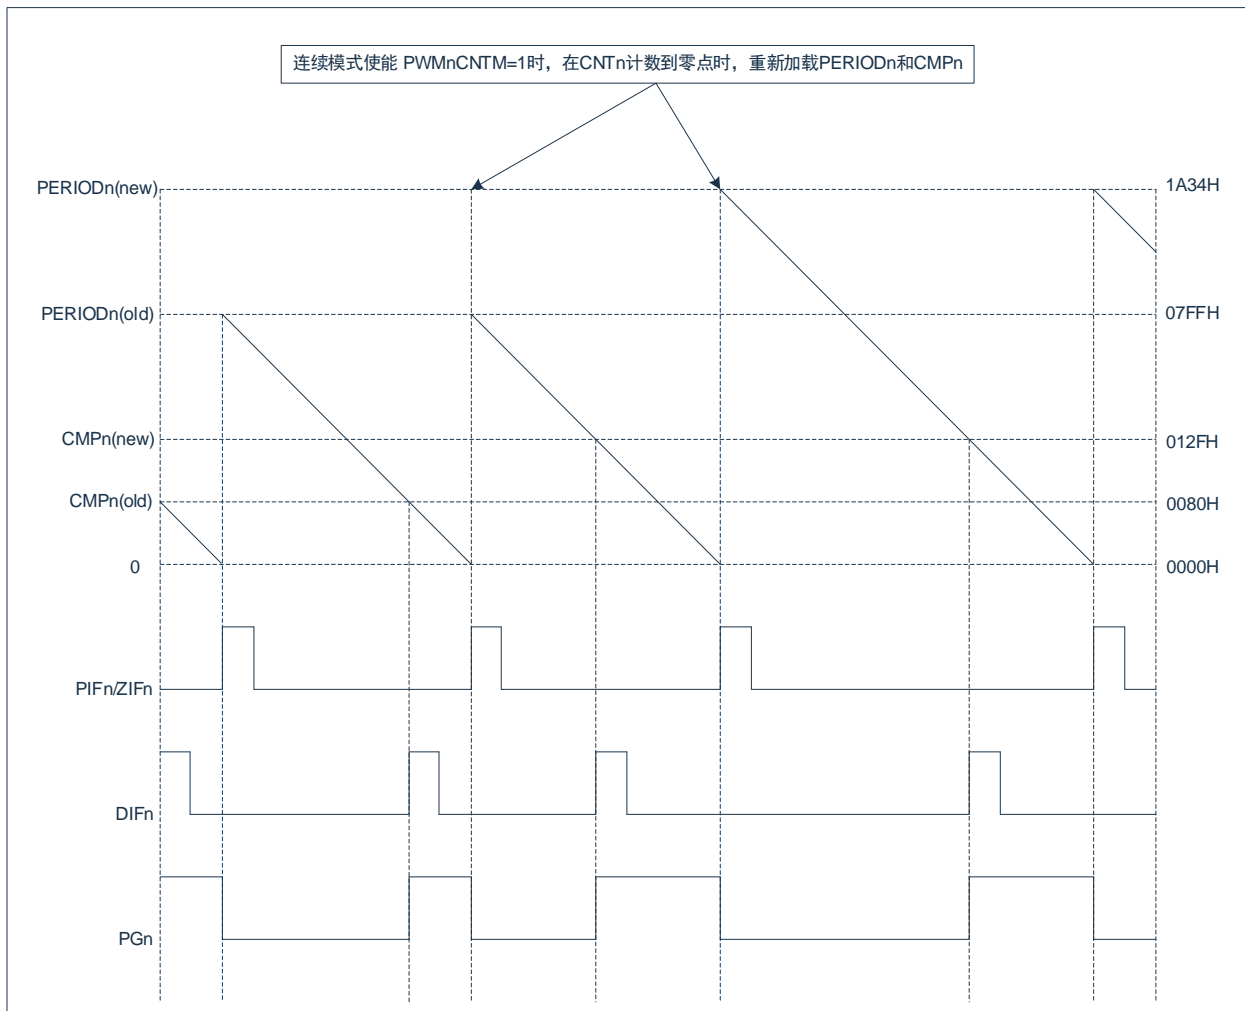 连续模式使能 PWMnCNTM=1时，在CNTn计数到零点时，重新加载PERIODn和CMPn
PERIODn(new)
1A34H
PERIODn(old)
07FFH
CMPn(new)
012FH
CMPn(old)
0080H
0
0000H
PIFn/ZIFn
DIFn
PGn